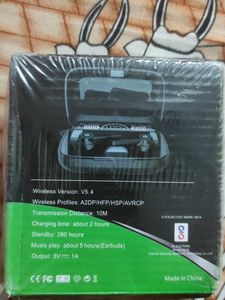 Wireless Version: V5.4
Wireless Profiles: A2DP/HFP/HSP/AVRCP
Transmission Distance: 10M
Charging time: about 2 hours
Standby: 280 hours
Music play: about 5 hours(Earbuds)
Output: 5V⎓1A
Made in China